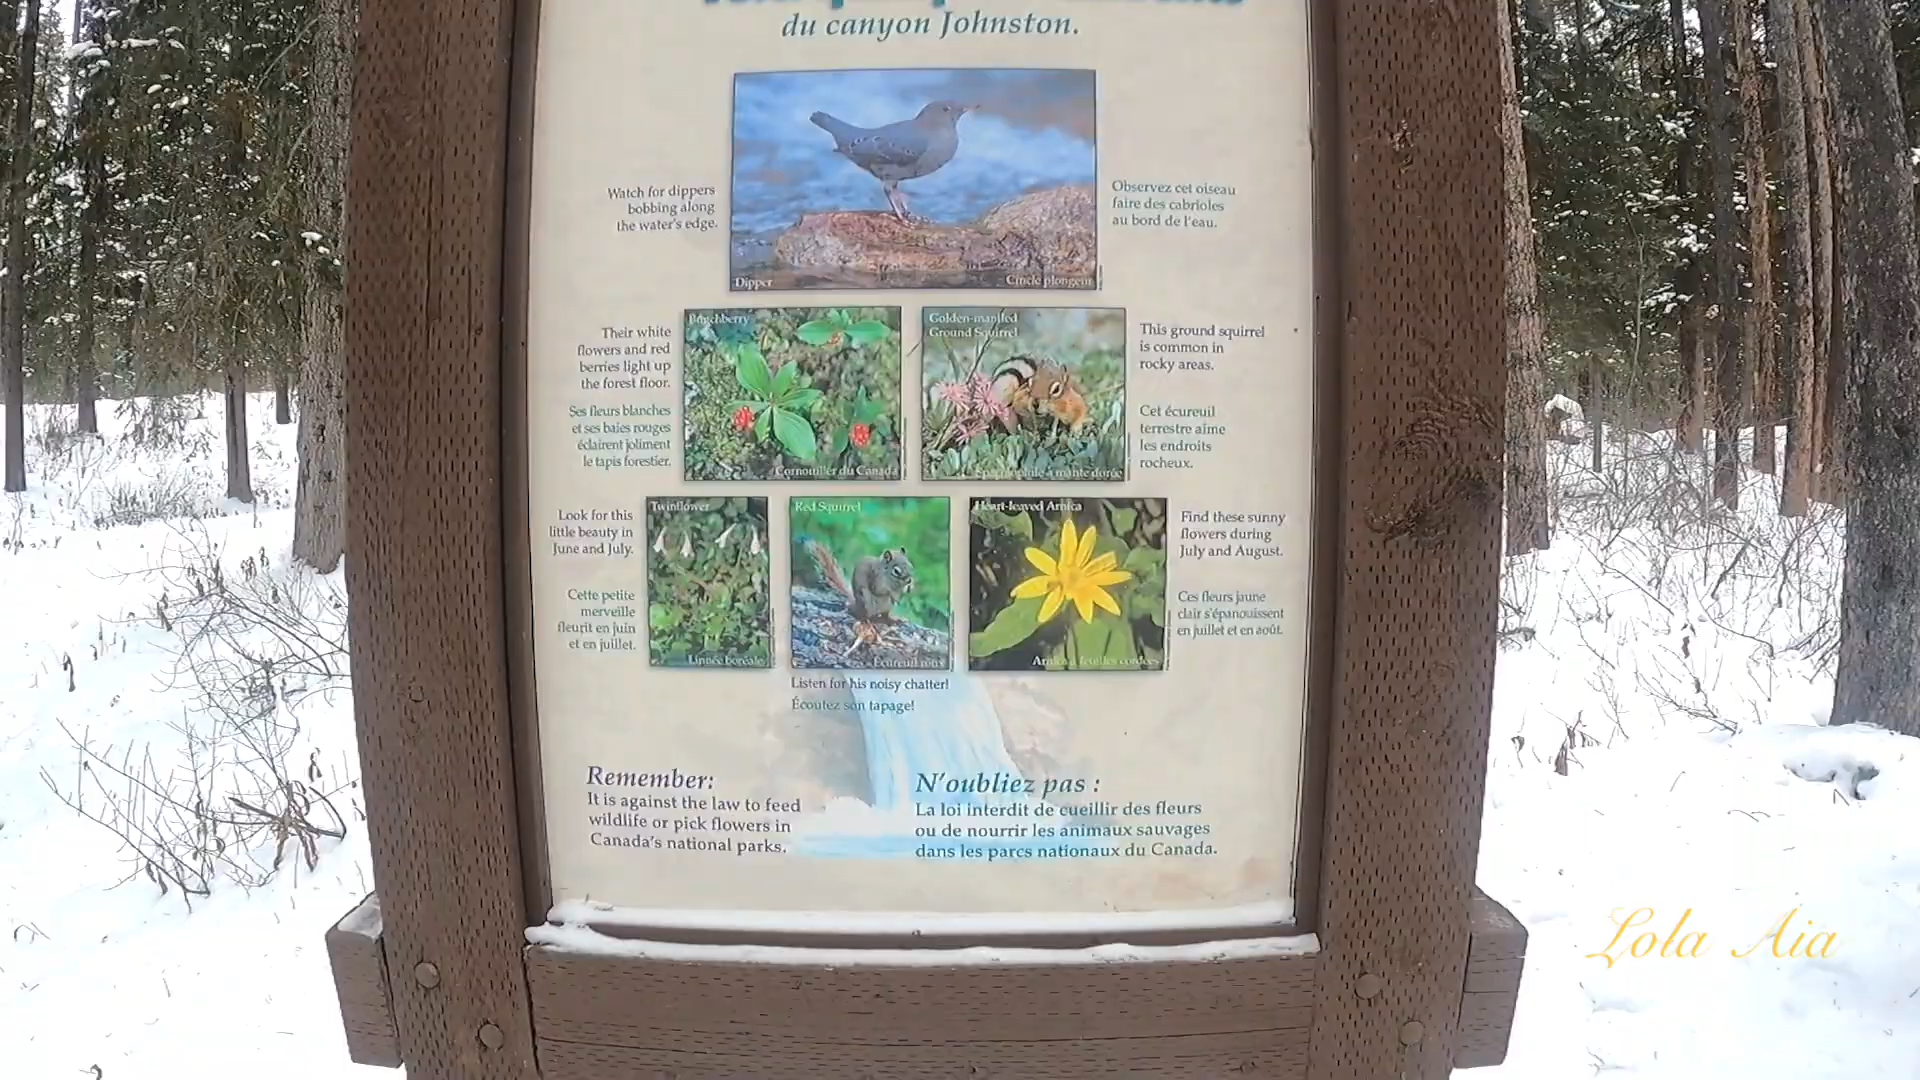 du canyon Johnston.
Watch for dippers
bobbing along
the water's edge.
Observez cet oiseau
faire des cabrioles
au bord de l'eau.
Dipper
Cincle plongeur
Their white
flowers and red
berries light up
the forest floor.
Ses fleurs blanches
et ses baies rouges
éclairent joliment
le tapis forestier.
Bunchberry
Cornouiller du Canada
Golden-mantled
Ground Squirrel
Spermophile à mante dorée
This ground squirrel
is common in
rocky areas.
Cet écureuil
terrestre aime
les endroits
rocheux.
Look for this
little beauty in
June and July.
Cette petite
merveille
fleurit en juin
et en juillet.
Twinflower
Linnée boréale
Red Squirrel
Écureuil roux
Listen for his noisy chatter!
Écoutez son tapage!
Heart-leaved Arnica
Arnica à feuilles cordées
Find these sunny
flowers during
July and August.
Ces fleurs jaune
clair s'épanouissent
en juillet et en août.
Remember:
It is against the law to feed
wildlife or pick flowers in
Canada's national parks.
N'oubliez pas :
La loi interdit de cueillir des fleurs
ou de nourrir les animaux sauvages
dans les parcs nationaux du Canada.
Lola Aia